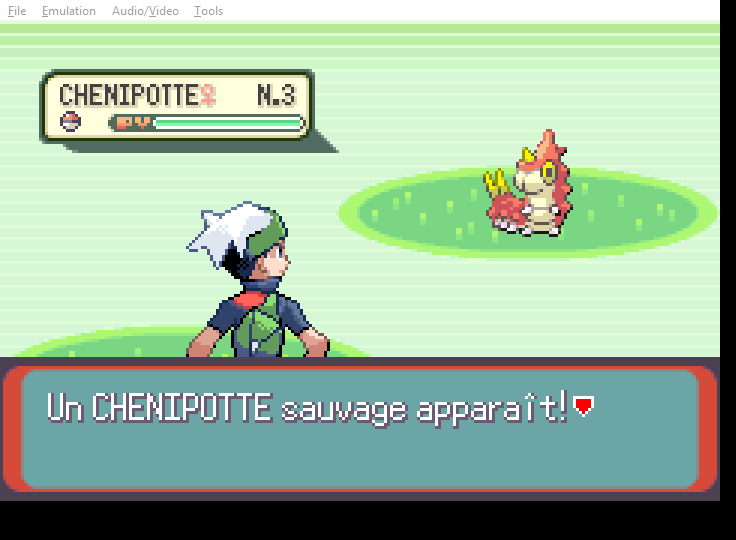 File Emulation Audio/Video Tools
CHENIPOTTE♀ N.3
PV
Un CHENIPOTTE sauvage apparaît!